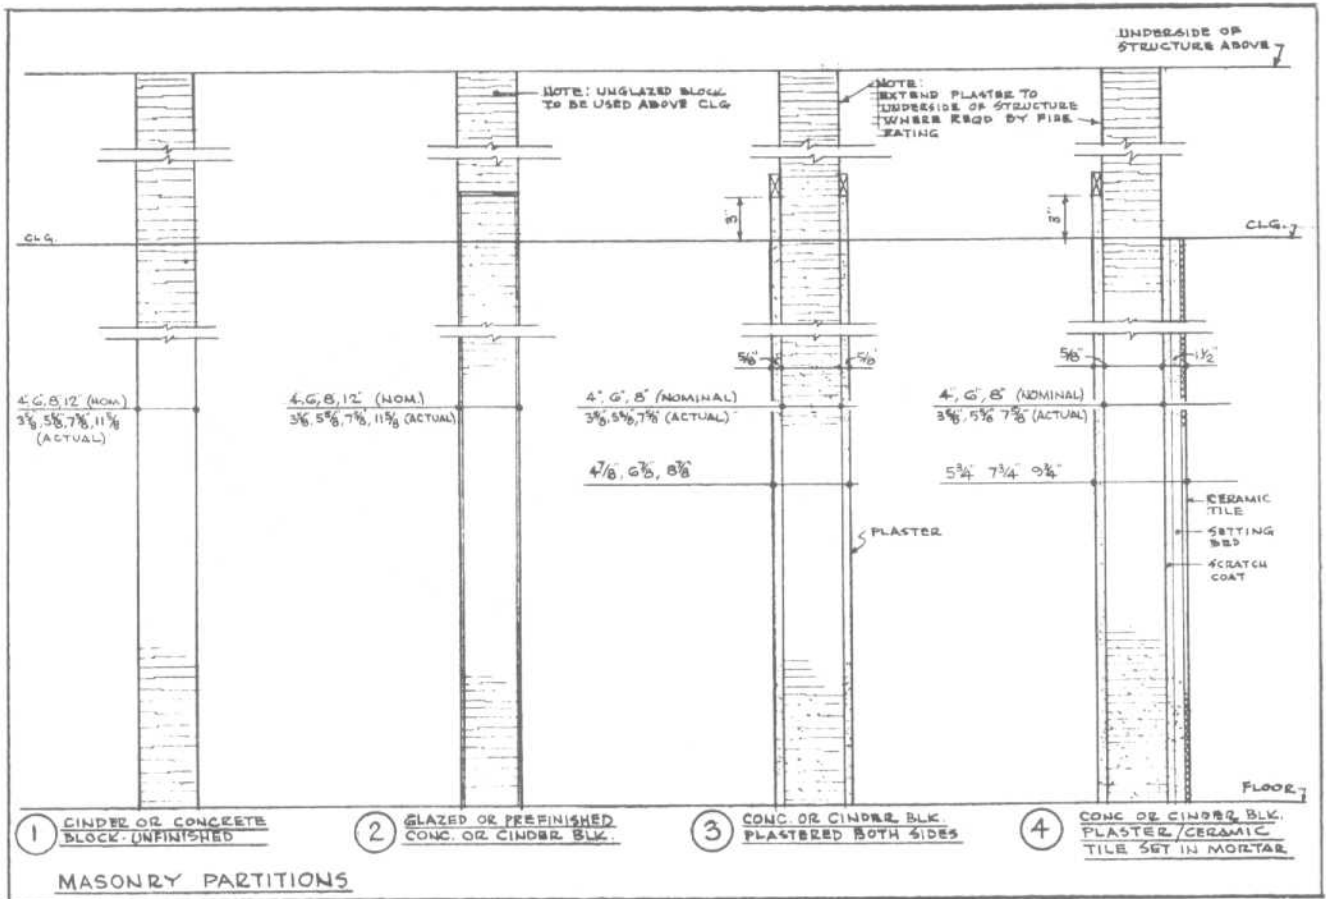 UNDERSIDE OF
STRUCTURE ABOVE
NOTE: UNGLAZED BLOCK
TO BE USED ABOVE CLG
NOTE:
EXTEND PLASTER TO
UNDERSIDE OF STRUCTURE
WHERE REQD BY FIRE
RATING
3"
3"
CLG.
CLG.
5/8"
5/8"
5/8"
1 1/2"
4, 6, 8, 12" (NOM.)
3 5/8, 5 5/8, 7 5/8, 11 5/8
(ACTUAL)
4, 6, 8, 12" (NOM.)
3 5/8, 5 5/8, 7 5/8, 11 5/8 (ACTUAL)
4", 6", 8" (NOMINAL)
3 5/8", 5 5/8", 7 5/8" (ACTUAL)
4 7/8", 6 7/8", 8 7/8"
4", 6", 8" (NOMINAL)
3 5/8", 5 5/8" 7 5/8" (ACTUAL)
5 3/4" 7 3/4" 9 3/4"
CERAMIC
TILE
SETTING
BED
SCRATCH
COAT
PLASTER
FLOOR
1 CINDER OR CONCRETE
BLOCK-UNFINISHED
2 GLAZED OR PREFINISHED
CONC. OR CINDER BLK.
3 CONC. OR CINDER BLK.
PLASTERED BOTH SIDES
4 CONC OR CINDER BLK.
PLASTER/CERAMIC
TILE SET IN MORTAR
MASONRY PARTITIONS